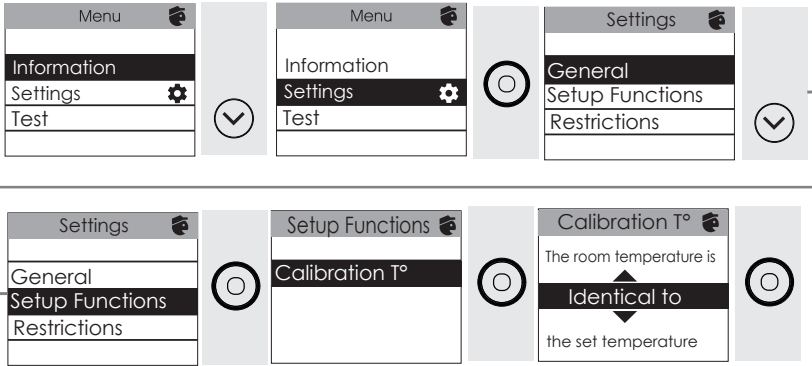 Menu
Information
Settings
Test
Menu
Information
Settings
Test
Settings
General
Setup Functions
Restrictions
Settings
General
Setup Functions
Restrictions
Setup Functions
Calibration T°
Calibration T°
The room temperature is
Identical to
the set temperature